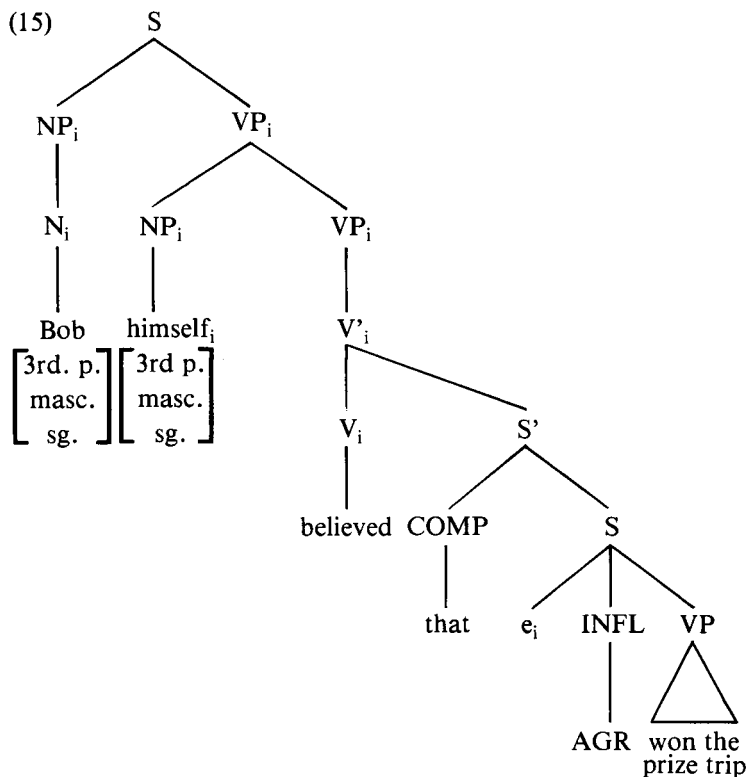 (15) S
NPi VPi
Ni NPi VPi
Bob himselfi V'i
[3rd. p. [3rd p.
masc. masc.
sg.] sg.]
Vi S'
believed COMP S
that ei INFL VP
AGR won the
prize trip